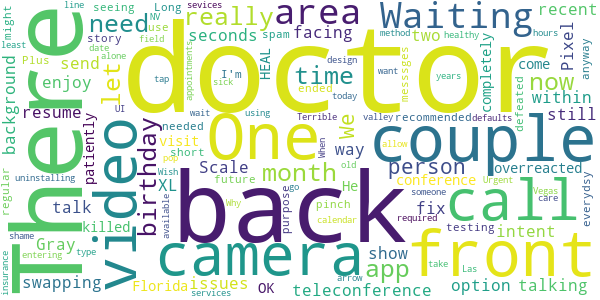 There
doctor
back
One
couple
video
camera
front
call
Waiting
area
really
need
let
time
month
birthday
We
person
now
app
way
Pixel
XL
Scale
HEAL
seconds
facing
two
recent
background
enjoy
send
resume
patiently
talk
killed
Gray
swapping
Florida
issues
OK
teleconference
conference
option
talking
intent
show
fix
testing
still
within
come
completely
messsges
overreacted
recommended
defeated
visit
short
future
purpose
pinch
He
needed
story
seeing
Long
NV
use
Plus
date
line
might
least
alone
field
tap
UI
I'm
spam
sevices
method
healthy
hours
anyway
design
want
years
appointments
sick
ended
today
wait
using
Terrible
When
valley
defaults
allow
old
go
someone
Urgent
Vegas
care
everydsy
required
calendar
available
pop
Wish
Why
arrow
services
take
Las
type
entering
shame
insurance
regular
uninstalling